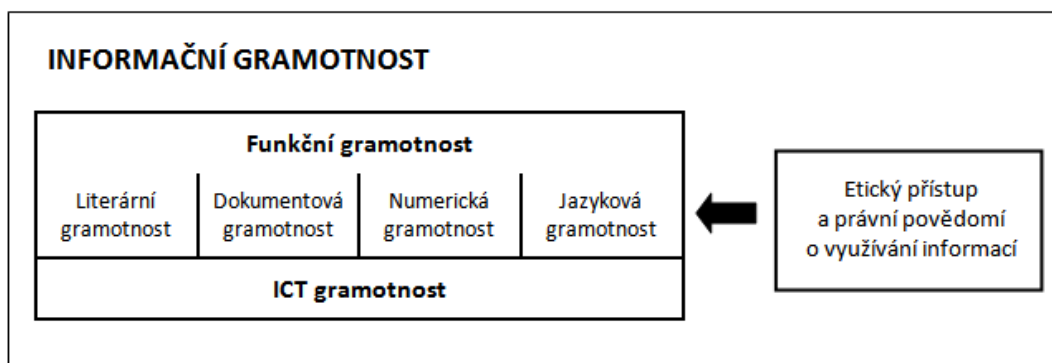 INFORMAČNÍ GRAMOTNOST
Funkční gramotnost
Literární
gramotnost
Dokumentová
gramotnost
Numerická
gramotnost
Jazyková
gramotnost
ICT gramotnost
Etický přístup
a právní povědomí
o využívání informací